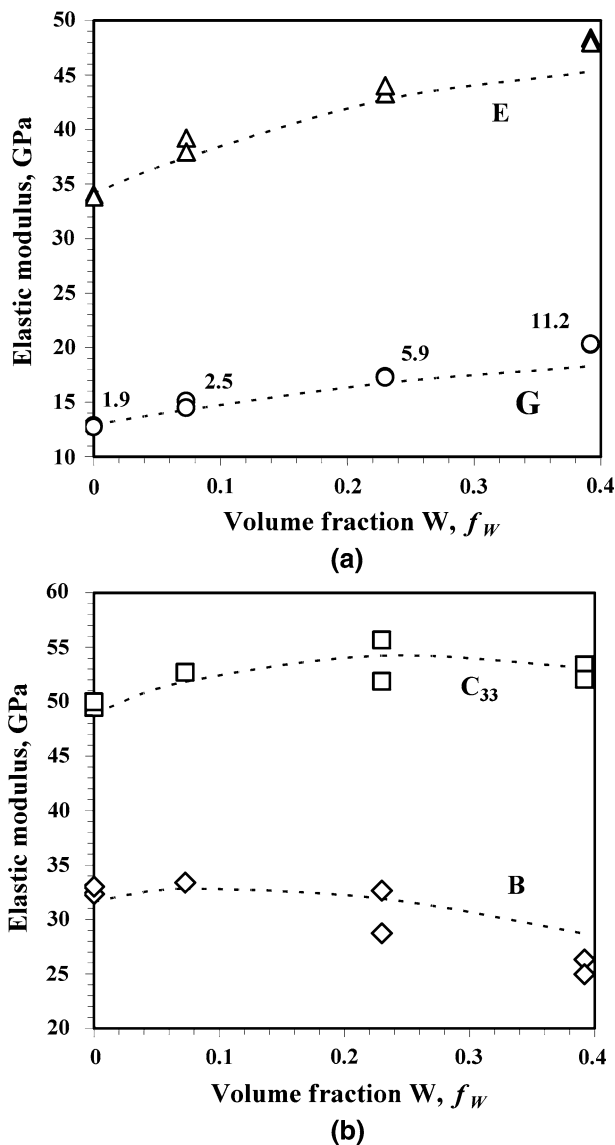 50
45
40
35
30
25
20
15
10
Elastic modulus, GPa
E
11.2
5.9
2.5
1.9
G
0 0.1 0.2 0.3 0.4
Volume fraction W, f_W
(a)
60
55
50
45
40
35
30
25
20
Elastic modulus, GPa
C33
B
0 0.1 0.2 0.3 0.4
Volume fraction W, f_W
(b)